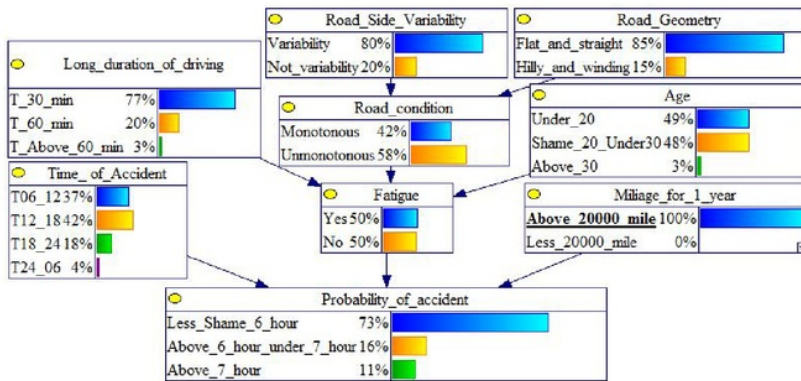 Road_Side_Variability
Variability 80%
Not_variability 20%
Road_Geometry
Flat_and_straight 85%
Hilly_and_winding 15%
Long_duration_of_driving
T_30_min 77%
T_60_min 20%
T_Above_60_min 3%
Road_condition
Monotonous 42%
Unmonotonous 58%
Age
Under_20 49%
Shame_20_Under30 48%
Above_30 3%
Time_ of_Accident
T06_12 37%
T12_18 42%
T18_24 18%
T24_06 4%
Fatigue
Yes 50%
No 50%
Miliage_for_1_year
Above_20000_mile 100%
Less_20000_mile 0%
Probability_of_accident
Less_Shame_6_hour 73%
Above_6_hour_under_7_hour 16%
Above_7_hour 11%